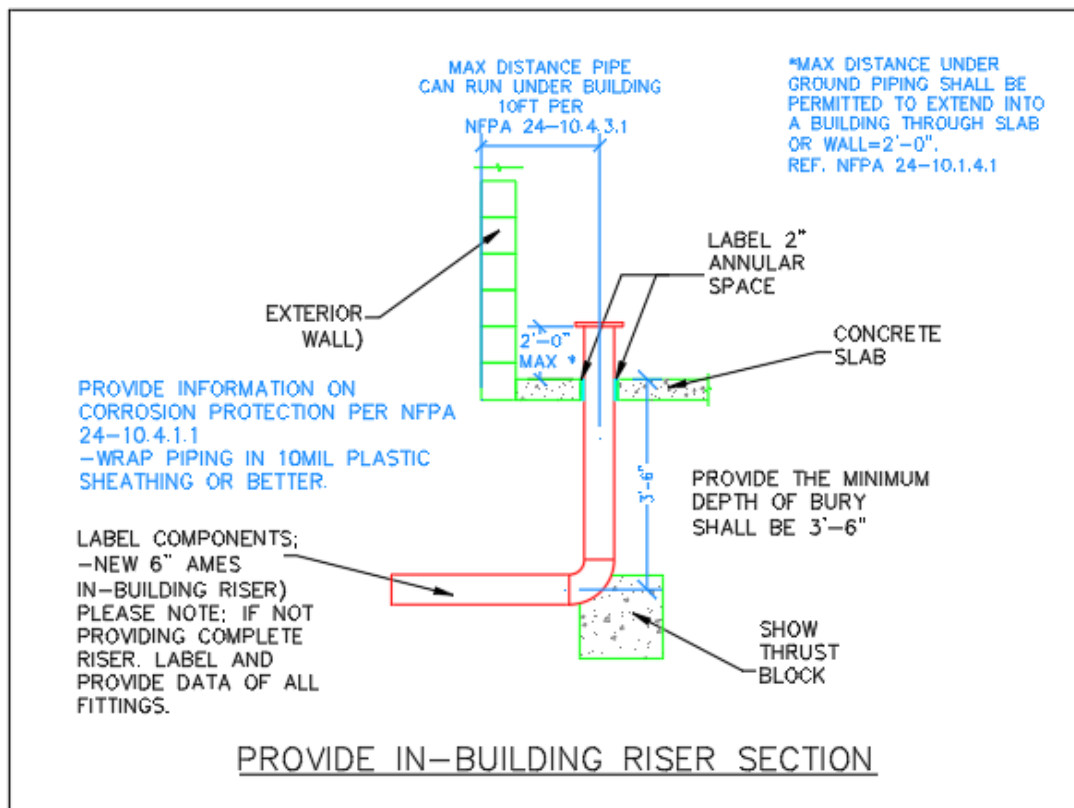 MAX DISTANCE PIPE
CAN RUN UNDER BUILDING
10FT PER
NFPA 24-10.4.3.1
*MAX DISTANCE UNDER
GROUND PIPING SHALL BE
PERMITTED TO EXTEND INTO
A BUILDING THROUGH SLAB
OR WALL=2'-0".
REF. NFPA 24-10.1.4.1
LABEL 2"
ANNULAR
SPACE
EXTERIOR
WALL)
2'-0"
MAX *
CONCRETE
SLAB
PROVIDE INFORMATION ON
CORROSION PROTECTION PER NFPA
24-10.4.1.1
-WRAP PIPING IN 10MIL PLASTIC
SHEATHING OR BETTER.
3'-6"
PROVIDE THE MINIMUM
DEPTH OF BURY
SHALL BE 3'-6"
LABEL COMPONENTS;
-NEW 6" AMES
IN-BUILDING RISER)
PLEASE NOTE; IF NOT
PROVIDING COMPLETE
RISER. LABEL AND
PROVIDE DATA OF ALL
FITTINGS.
SHOW
THRUST
BLOCK
PROVIDE IN-BUILDING RISER SECTION